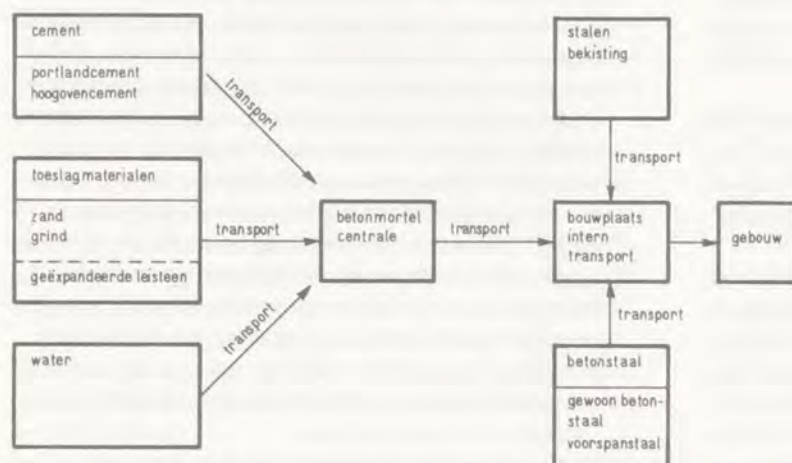 cement
portlandcement
hoogovencement
transport
toeslagmaterialen
zand
grind
geëxpandeerde leisteen
transport
water
transport
betonmortel
centrale
transport
stalen
bekisting
transport
bouwplaats
intern
transport
gebouw
transport
betonstaal
gewoon beton-
staal
voorspanstaal